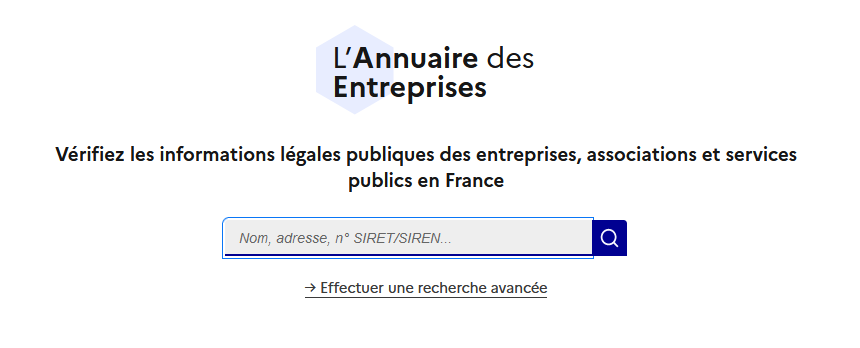 L’Annuaire des
Entreprises
Vérifiez les informations légales publiques des entreprises, associations et services
publics en France
Nom, adresse, n° SIRET/SIREN...
→ Effectuer une recherche avancée